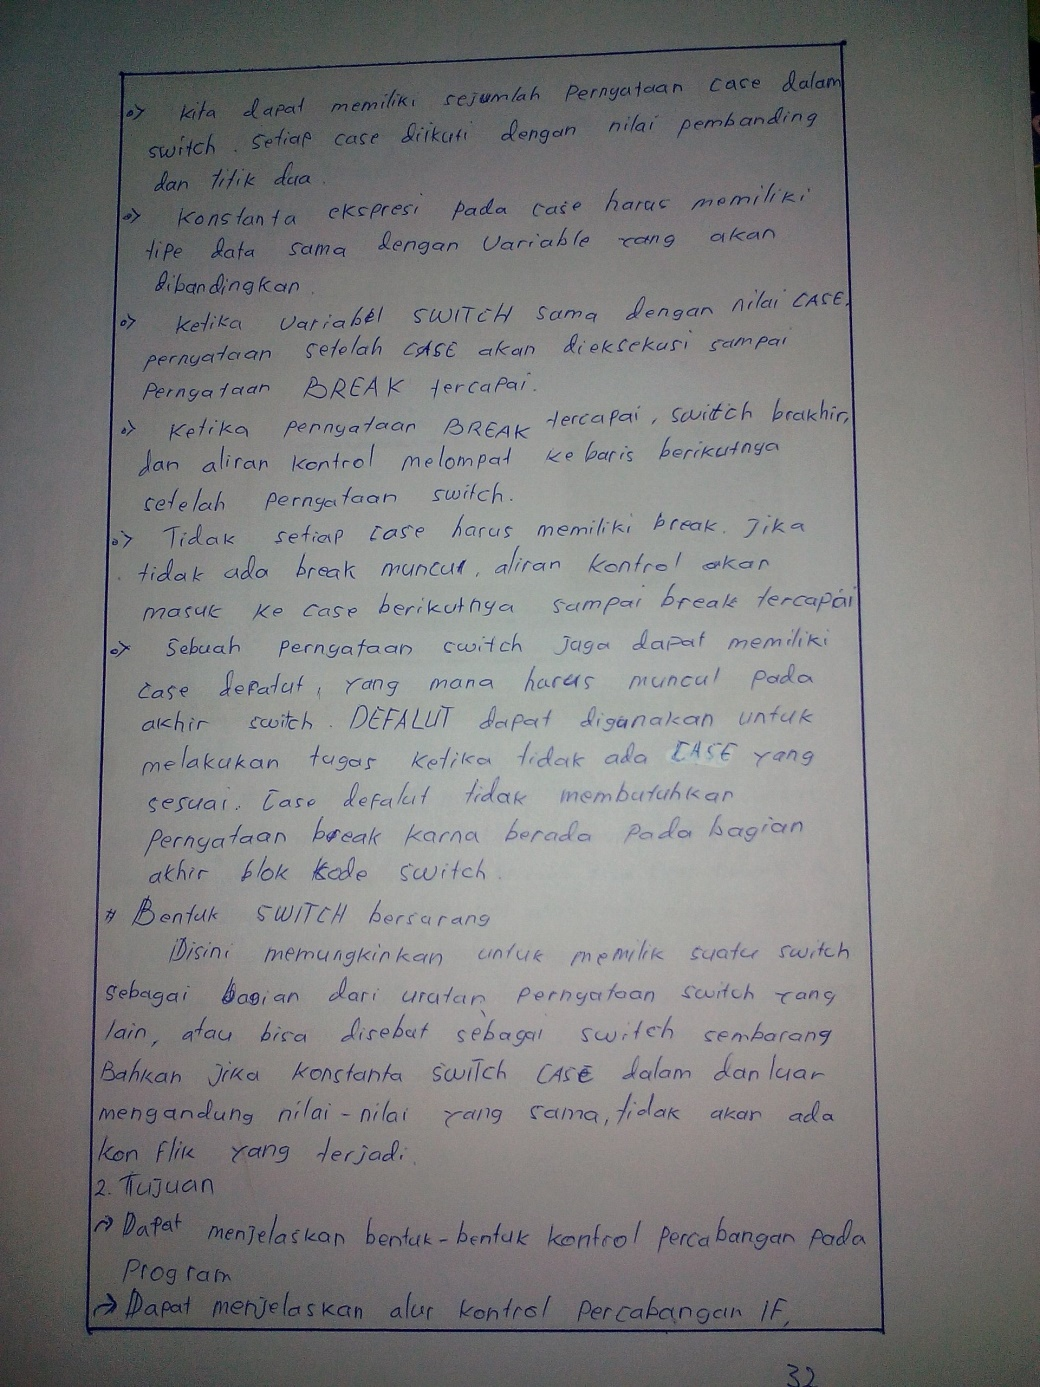 •> kita dapat memiliki sejumlah pernyataan case dalam
switch. setiap case diikuti dengan nilai pembanding
dan titik dua.
•> Konstanta ekspresi pada case harus memiliki
tipe data sama dengan Variable yang akan
dibandingkan.
•> Ketika variabel SWITCH sama dengan nilai CASE,
pernyataan setelah CASE akan dieksekusi sampai
Pernyataan BREAK tercapai.
•> Ketika pennyataan BREAK tercapai, switch brakhir,
dan aliran kontrol melompat ke baris berikutnya
setelah pernyataan switch.
•> Tidak setiap case harus memiliki break. Jika
tidak ada break muncul, aliran kontrol akan
masuk ke case berikutnya sampai break tercapai
•> Sebuah pernyataan switch juga dapat memiliki
case defalut, yang mana harus muncul pada
akhir switch. DEFALUT dapat digunakan untuk
melakukan tugas ketika tidak ada CASE yang
sesuai. Case defalut tidak membutuhkan
pernyataan break karna berada pada bagian
akhir blok kode switch.
# Bentuk SWITCH bersarang
Disini memungkinkan untuk memilik suatu switch
sebagai bagian dari urutan pernyataan switch yang
lain, atau bisa disebut sebagai switch sembarang
Bahkan jika konstanta switch CASE dalam dan luar
mengandung nilai-nilai yang sama, tidak akan ada
konflik yang terjadi.
2. Tujuan
→ Dapat menjelaskan bentuk-bentuk kontrol percabangan pada
program
→ Dapat menjelaskan alur kontrol percabangan IF,
32